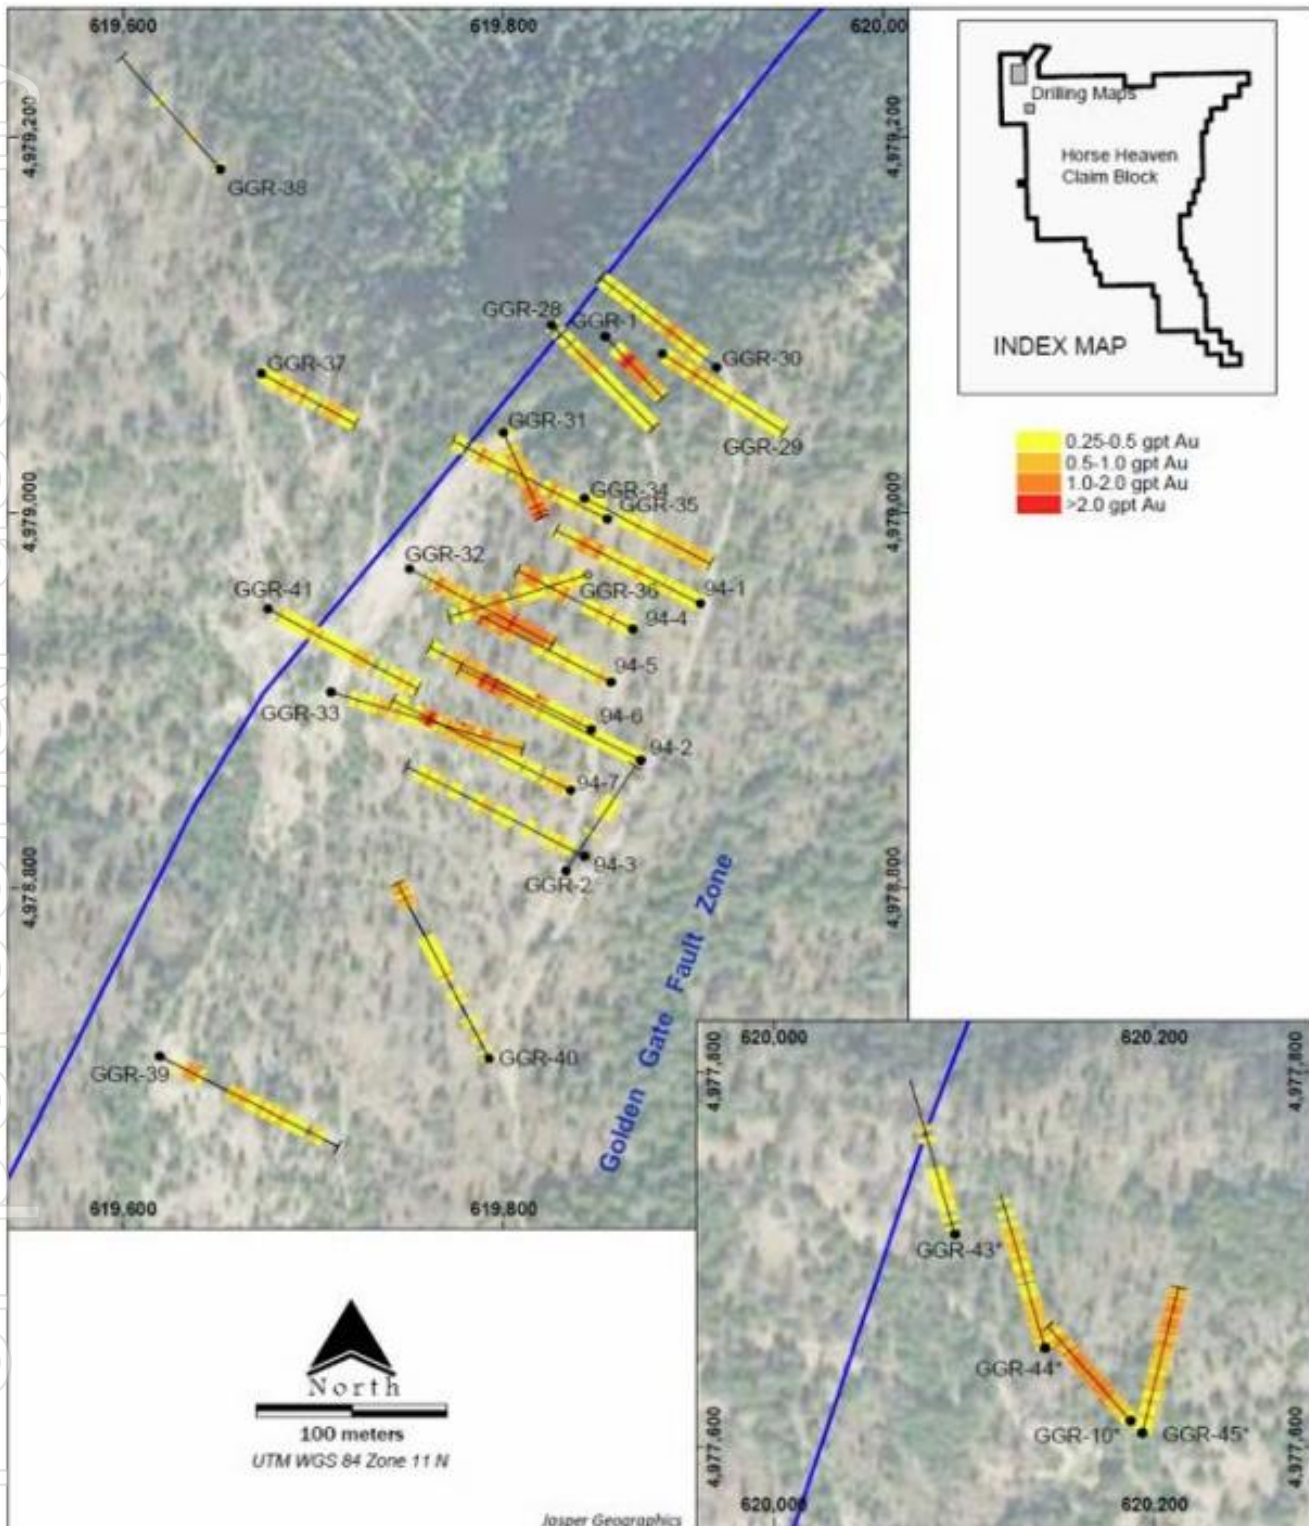 619,600
619,800
620,00
4,979,200
4,979,200
GGR-38
GGR-28
GGR-1
GGR-30
GGR-37
GGR-29
GGR-31
4,979,000
4,979,000
GGR-34
GGR-35
GGR-32
GGR-36
94-1
GGR-41
94-4
94-5
GGR-33
94-6
94-2
94-7
94-3
GGR-2
4,978,800
4,978,800
Golden Gate Fault Zone
GGR-40
GGR-39
619,600
619,800
Drilling Maps
Horse Heaven
Claim Block
INDEX MAP
0.25-0.5 gpt Au
0.5-1.0 gpt Au
1.0-2.0 gpt Au
>2.0 gpt Au
620,000
620,200
4,977,800
4,977,800
GGR-43*
GGR-44*
GGR-10*
GGR-45*
4,977,600
4,977,600
620,000
620,200
North
100 meters
UTM WGS 84 Zone 11 N
Jasper Geographics